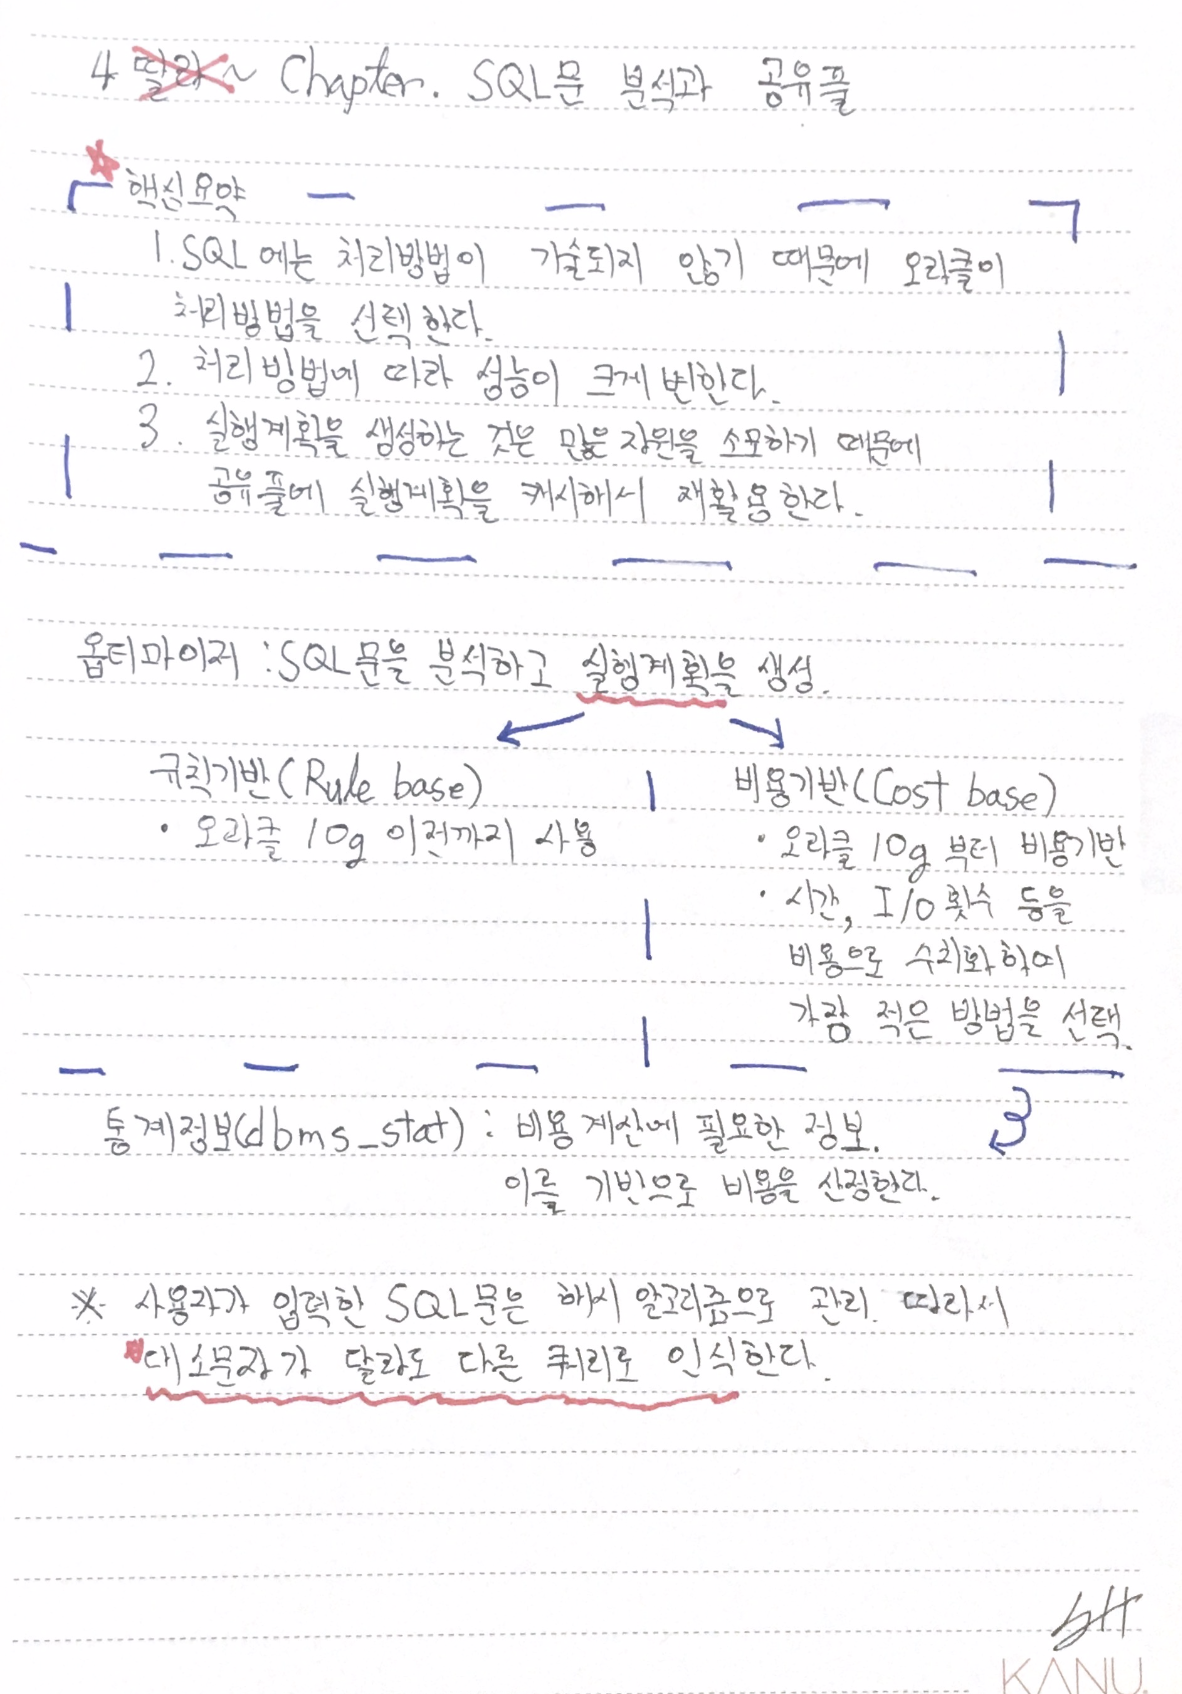 4 딸라~ Chapter. SQL문 분석과 공유풀
핵심요약
1. SQL에는 처리방법이 기술되지 않기 때문에 오라클이
처리방법을 선택한다.
2. 처리방법에 따라 성능이 크게 변한다.
3. 실행계획을 생성하는 것은 많은 자원을 소모하기 때문에
공유풀에 실행계획을 캐시해서 재활용한다.
옵티마이저 : SQL문을 분석하고 실행계획을 생성.
규칙기반(Rule base)
• 오라클 10g 이전까지 사용
비용기반(Cost base)
• 오라클 10g 부터 비용기반
• 시간, I/O 횟수 등을
비용으로 수치화하여
가장 적은 방법을 선택.
통계정보(dbms_stat) : 비용계산에 필요한 정보.
이를 기반으로 비용을 산정한다.
※ 사용자가 입력한 SQL문은 해시 알고리즘으로 관리. 따라서
대소문자가 달라도 다른 쿼리로 인식한다.
KANU.